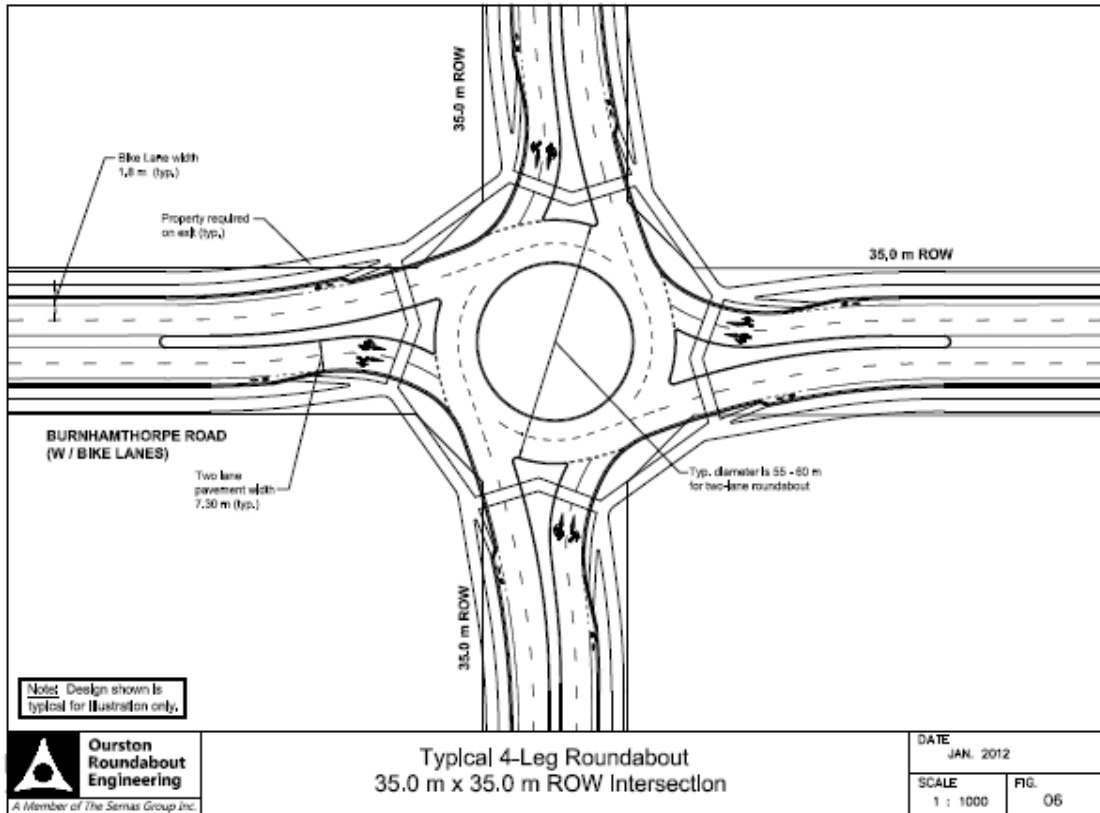 35.0 m ROW
Bike Lane width
1.8 m (typ.)
Property required
on exit (typ.)
35.0 m ROW
BURNHAMTHORPE ROAD
(W / BIKE LANES)
Two lane
pavement width
7.30 m (typ.)
Typ. diameter is 55 - 60 m
for two-lane roundabout
35.0 m ROW
Note: Design shown is
typical for illustration only.
Ourston
Roundabout
Engineering
A Member of The Sernas Group Inc.
Typical 4-Leg Roundabout
35.0 m x 35.0 m ROW Intersection
DATE
JAN. 2012
SCALE
1 : 1000
FIG.
06